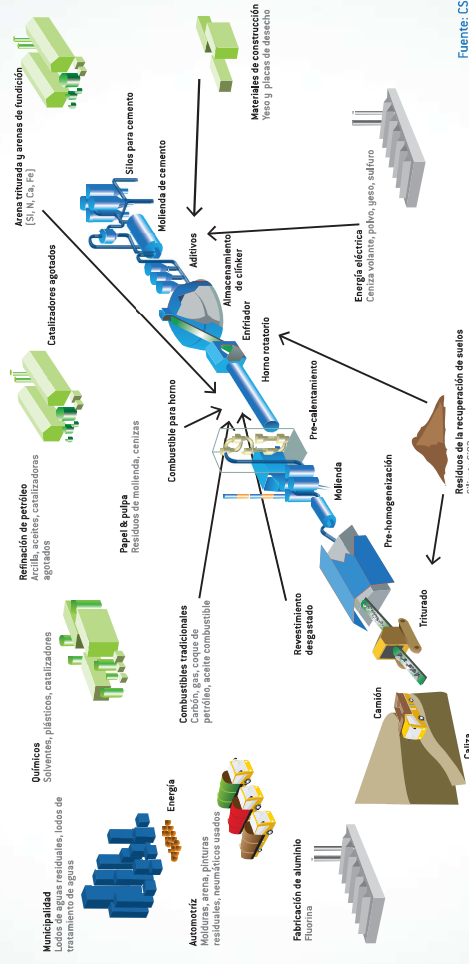 Municipalidad
Lodos de aguas residuales, lodos de
tratamiento de aguas
Energía
Químicos
Solventes, plásticos, catalizadores
Refinación de petróleo
Arcilla, aceites, catalizadores
agotados
Catalizadores agotados
Arena triturada y arenas de fundición
(SI, N, Ca, Fe)
Automotríz
Molduras, arena, pinturas
residuales, neumáticos usados
Combustibles tradicionales
Carbón, gas, coque de
petróleo, aceite combustible
Papel & pulpa
Residuos de molienda, cenizas
Combustible para horno
Silos para cemento
Molienda de cemento
Aditivos
Almacenamiento
de clínker
Enfriador
Horno rotatorio
Pre-calentamiento
Molienda
Pre-homogeneización
Triturado
Camión
Caliza
Revestimiento
desgastado
Materiales de construcción
Yeso y placas de desecho
Fabricación de aluminio
Fluorina
Residuos de la recuperación de suelos
Energía eléctrica
Ceniza volante, polvo, yeso, sulfuro
Fuente: CS